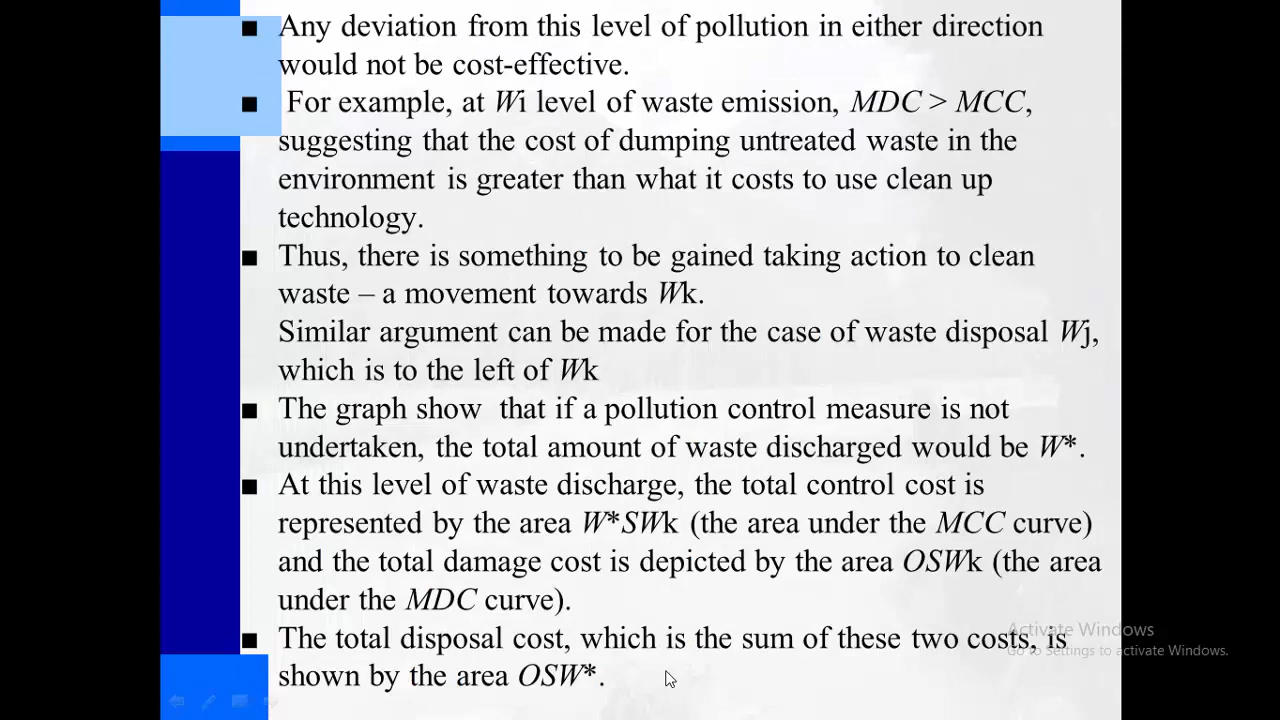 ■ Any deviation from this level of pollution in either direction
would not be cost-effective.
■ For example, at Wi level of waste emission, MDC > MCC,
suggesting that the cost of dumping untreated waste in the
environment is greater than what it costs to use clean up
technology.
■ Thus, there is something to be gained taking action to clean
waste – a movement towards Wk.
Similar argument can be made for the case of waste disposal Wj,
which is to the left of Wk
■ The graph show that if a pollution control measure is not
undertaken, the total amount of waste discharged would be W*.
■ At this level of waste discharge, the total control cost is
represented by the area W*SWk (the area under the MCC curve)
and the total damage cost is depicted by the area OSWk (the area
under the MDC curve).
■ The total disposal cost, which is the sum of these two costs, is
shown by the area OSW*.
Activate Windows
Go to Settings to activate Windows.